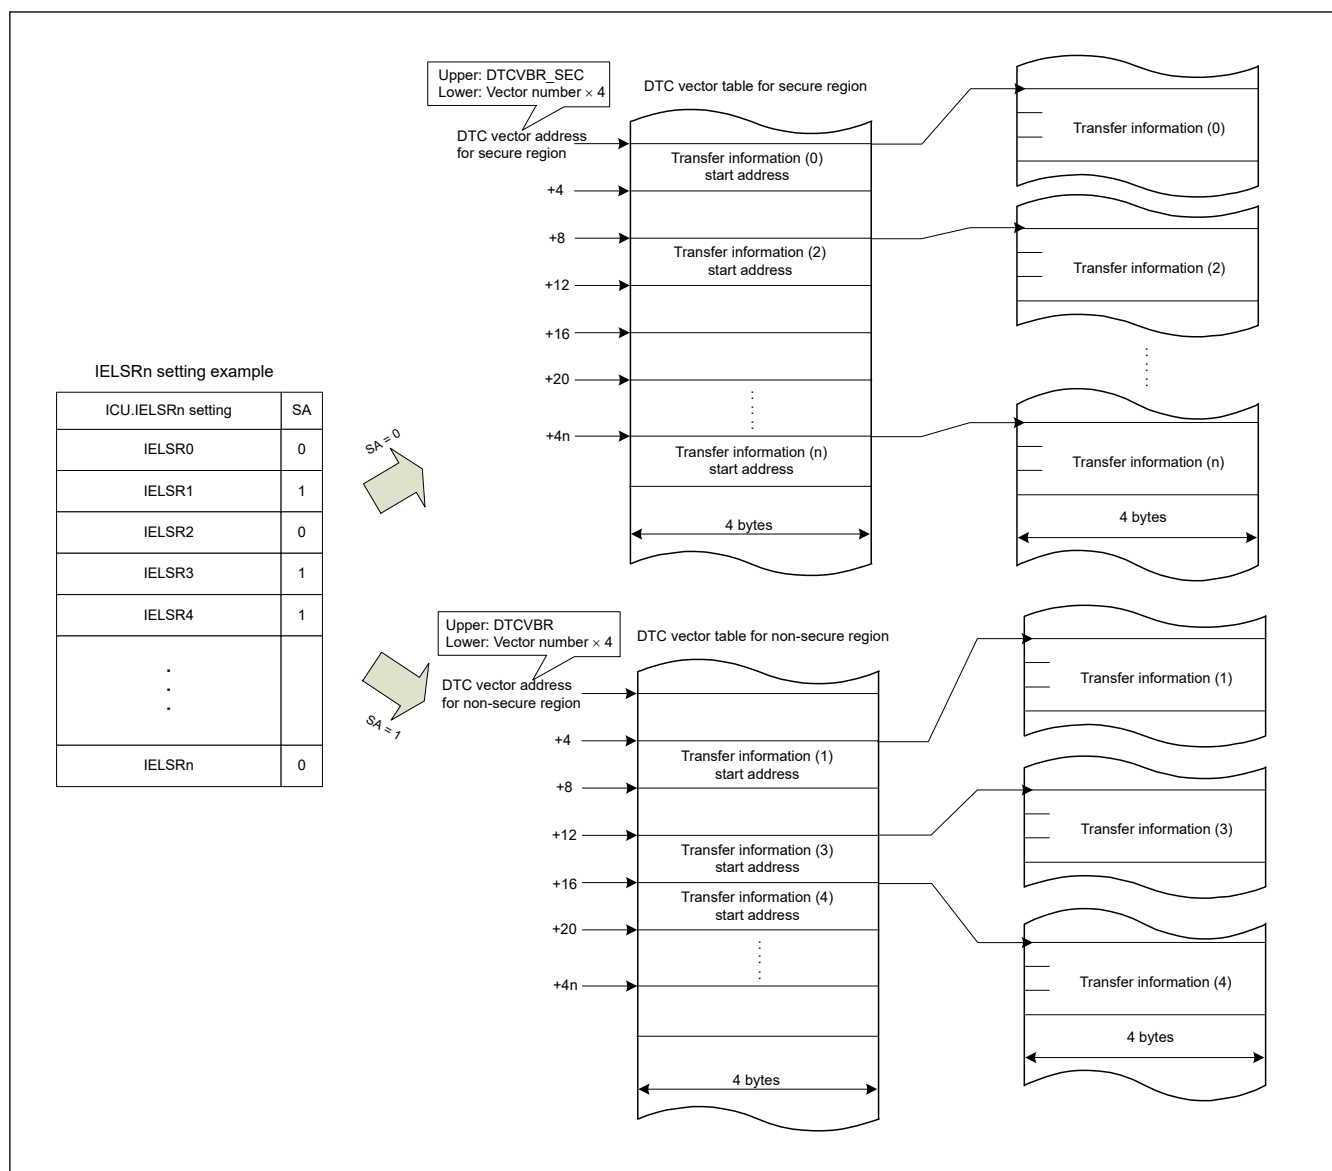 Upper: DTCVBR_SEC
Lower: Vector number × 4
DTC vector table for secure region
DTC vector address
for secure region
Transfer information (0)
start address
+4
+8
Transfer information (2)
start address
+12
+16
+20
+4n
Transfer information (n)
start address
4 bytes
Transfer information (0)
Transfer information (2)
Transfer information (n)
4 bytes
IELSRn setting example
ICU.IELSRn setting SA
IELSR0 0
IELSR1 1
IELSR2 0
IELSR3 1
IELSR4 1
IELSRn 0
SA = 0
SA = 1
Upper: DTCVBR
Lower: Vector number × 4
DTC vector table for non-secure region
DTC vector address
for non-secure region
+4
Transfer information (1)
start address
+8
+12
Transfer information (3)
start address
+16
Transfer information (4)
start address
+20
+4n
4 bytes
Transfer information (1)
Transfer information (3)
Transfer information (4)
4 bytes